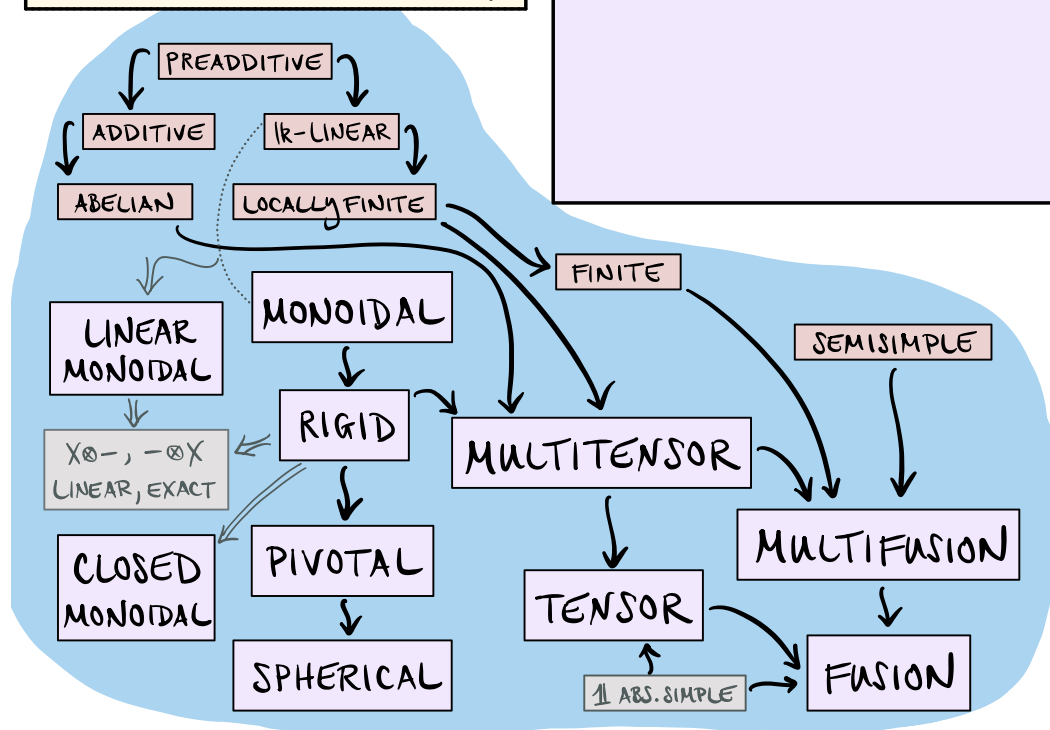 PREADDITIVE
ADDITIVE
𝕜-LINEAR
ABELIAN
LOCALLY FINITE
FINITE
MONOIDAL
LINEAR
MONOIDAL
SEMISIMPLE
RIGID
X⊗-, -⊗X
LINEAR, EXACT
MULTITENSOR
CLOSED
MONOIDAL
PIVOTAL
MULTIFUSION
TENSOR
SPHERICAL
𝟙 ABS. SIMPLE
FUSION